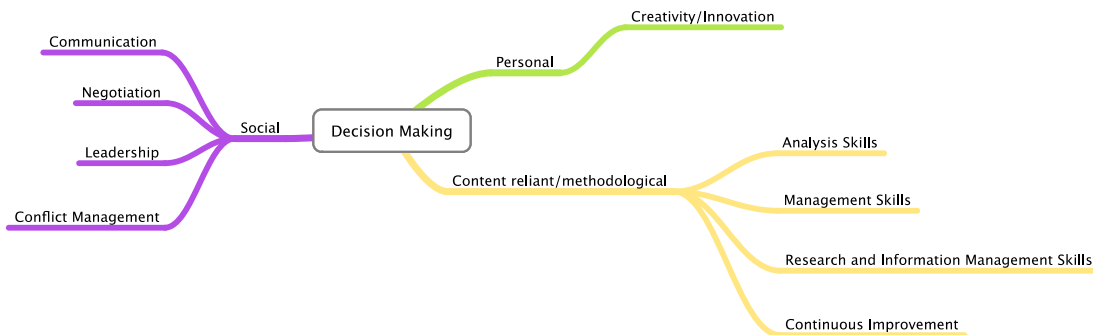 Creativity/Innovation
Communication
Personal
Negotiation
Social
Decision Making
Leadership
Analysis Skills
Content reliant/methodological
Management Skills
Conflict Management
Research and Information Management Skills
Continuous Improvement